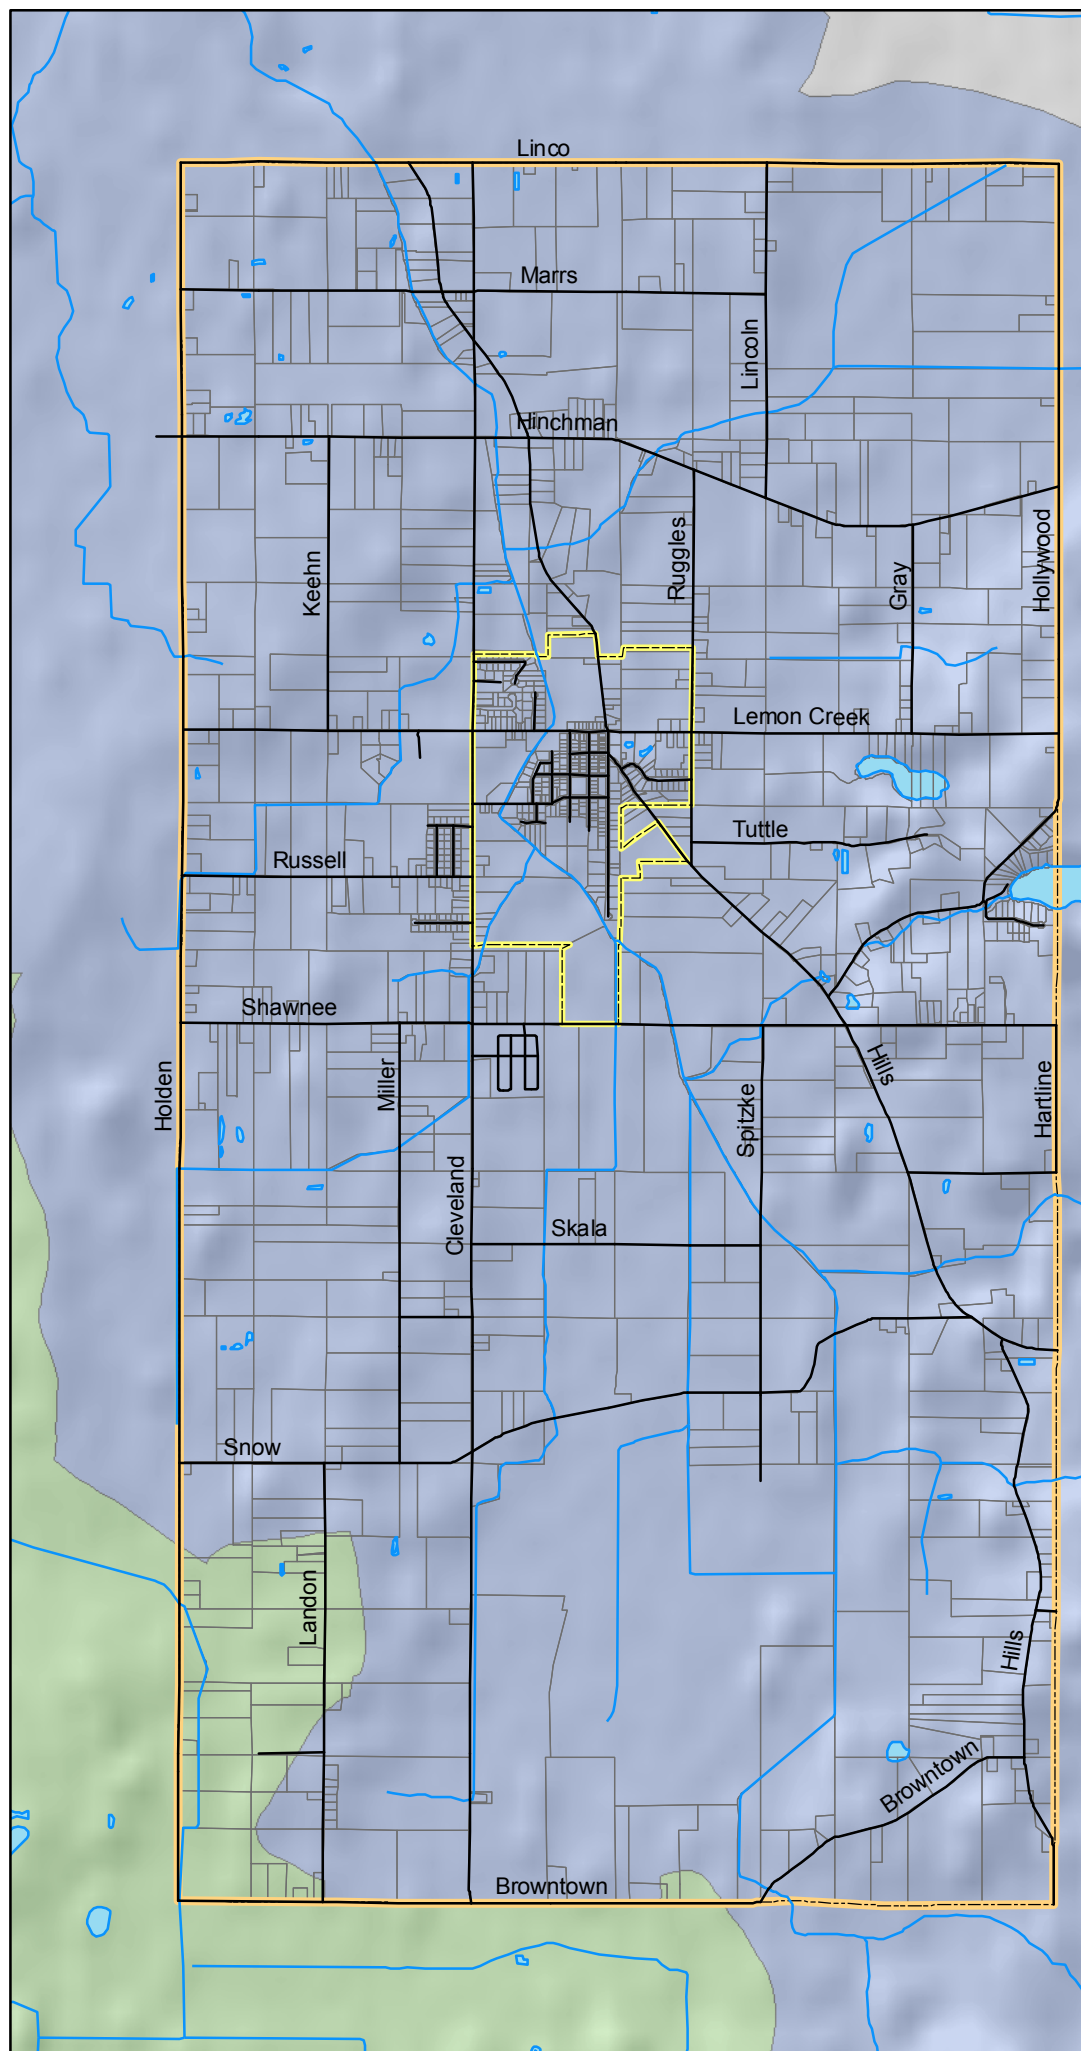 Linco
Marrs
Lincoln
Hinchman
Keehn
Ruggles
Gray
Hollywood
Lemon Creek
Tuttle
Russell
Shawnee
Holden
Miller
Hills
Spitzke
Hartline
Cleveland
Skala
Snow
Landon
Hills
Browntown
Browntown